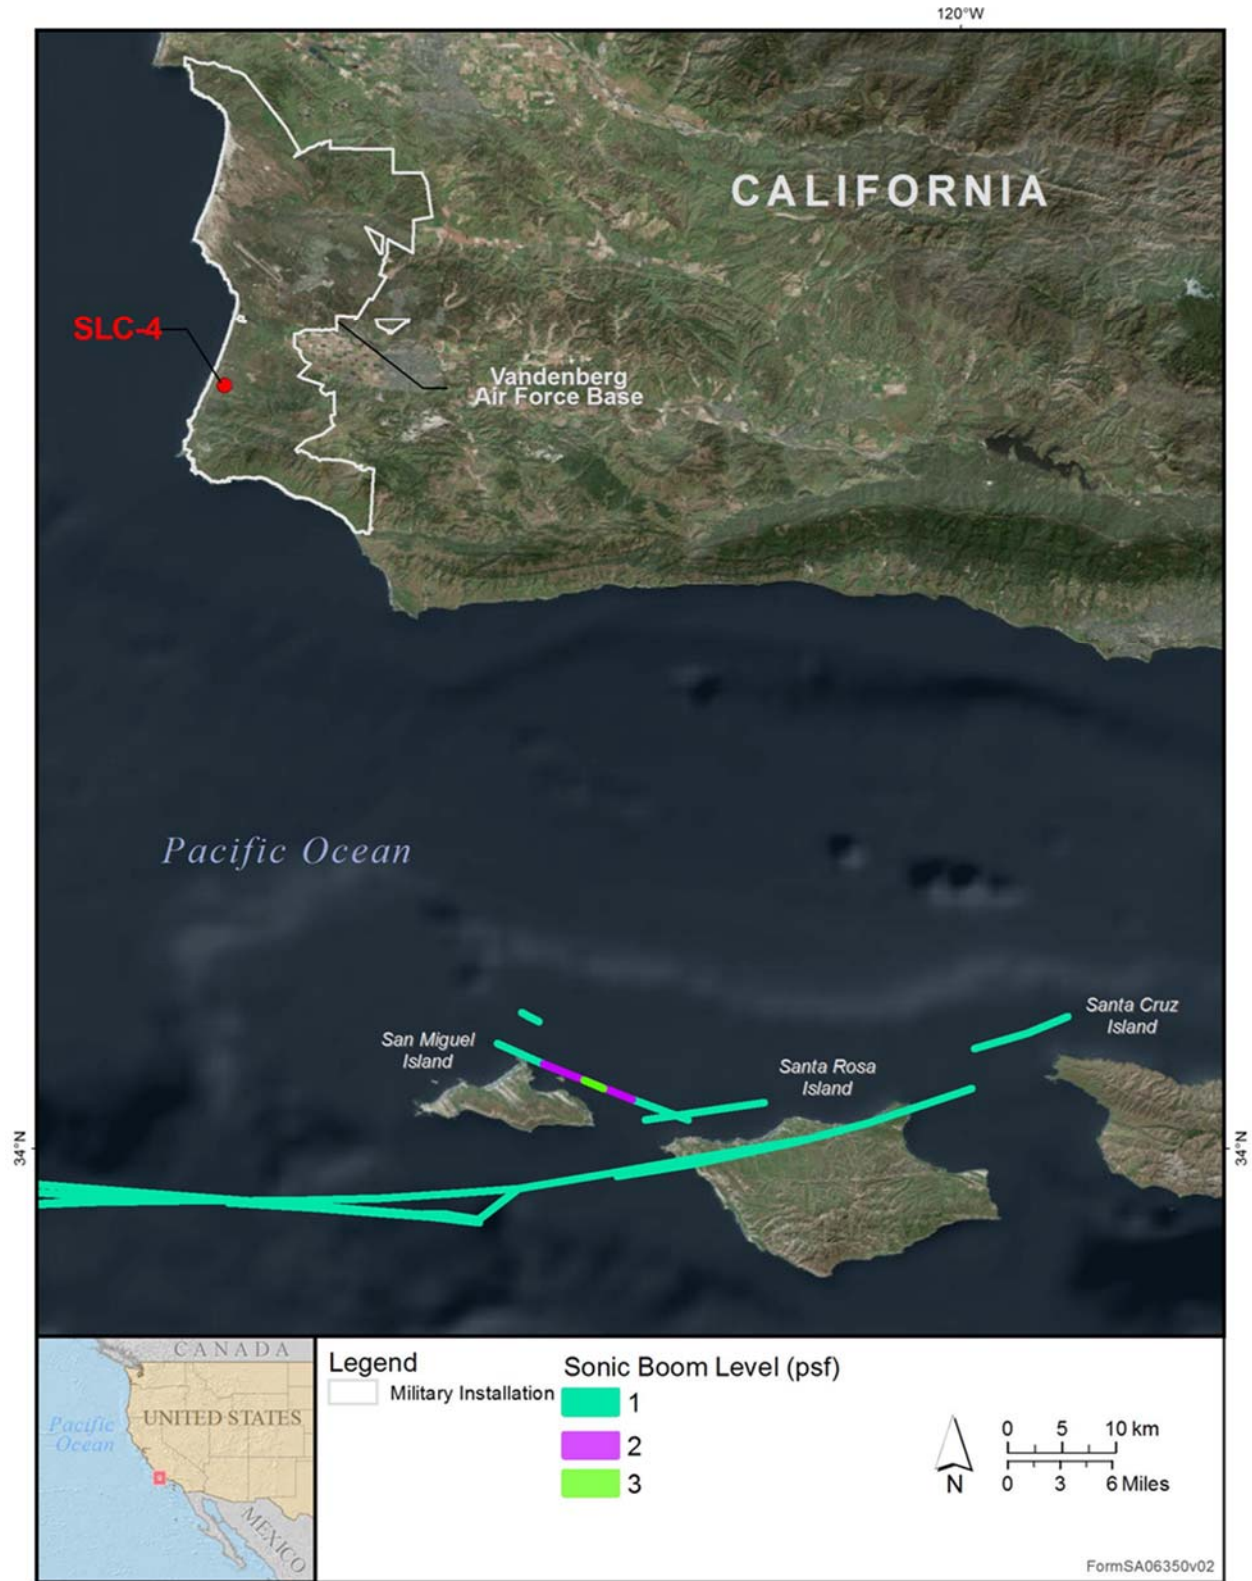 120°W
CALIFORNIA
SLC-4
Vandenberg
Air Force Base
Pacific Ocean
San Miguel
Island
Santa Rosa
Island
Santa Cruz
Island
34°N
34°N
CANADA
UNITED STATES
Pacific
Ocean
MEXICO
Legend
Military Installation
Sonic Boom Level (psf)
1
2
3
N
0 5 10 km
0 3 6 Miles
FormSA06350v02